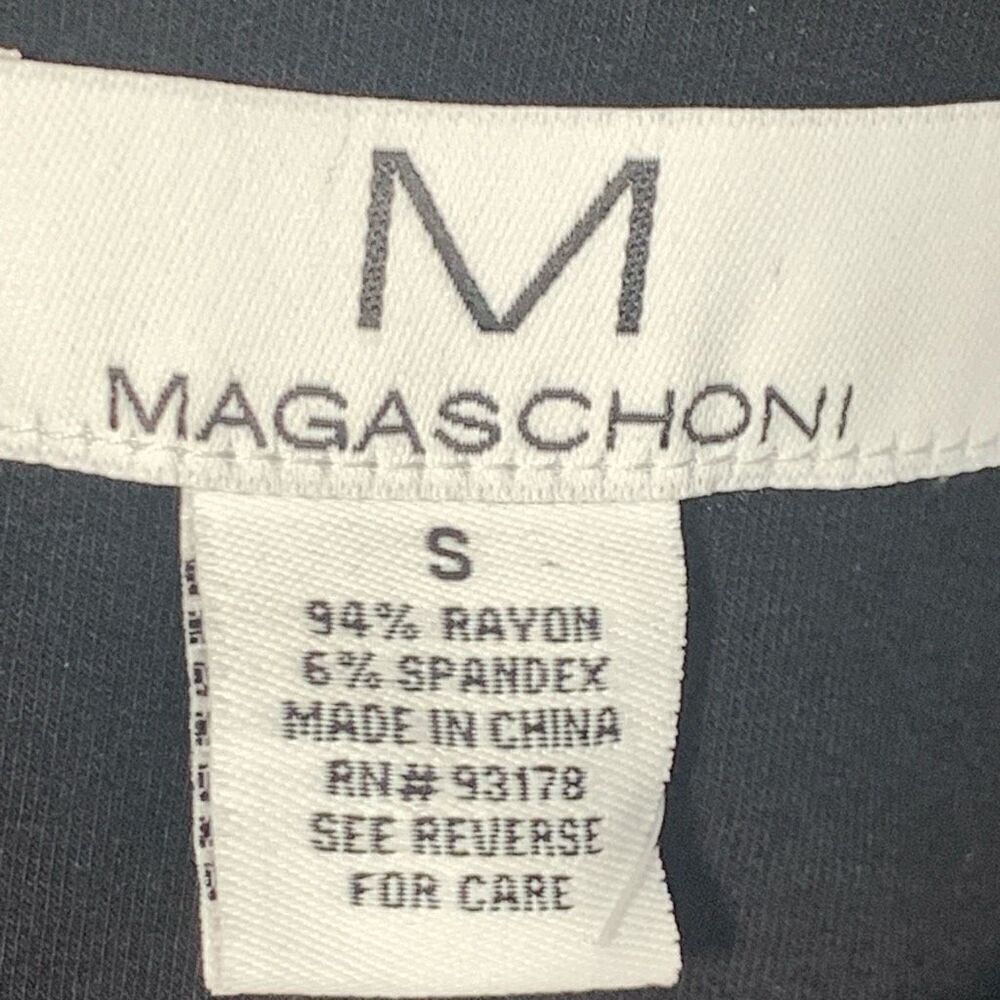 M
MAGASCHONI
S
94% RAYON
6% SPANDEX
MADE IN CHINA
RN# 93178
SEE REVERSE
FOR CARE